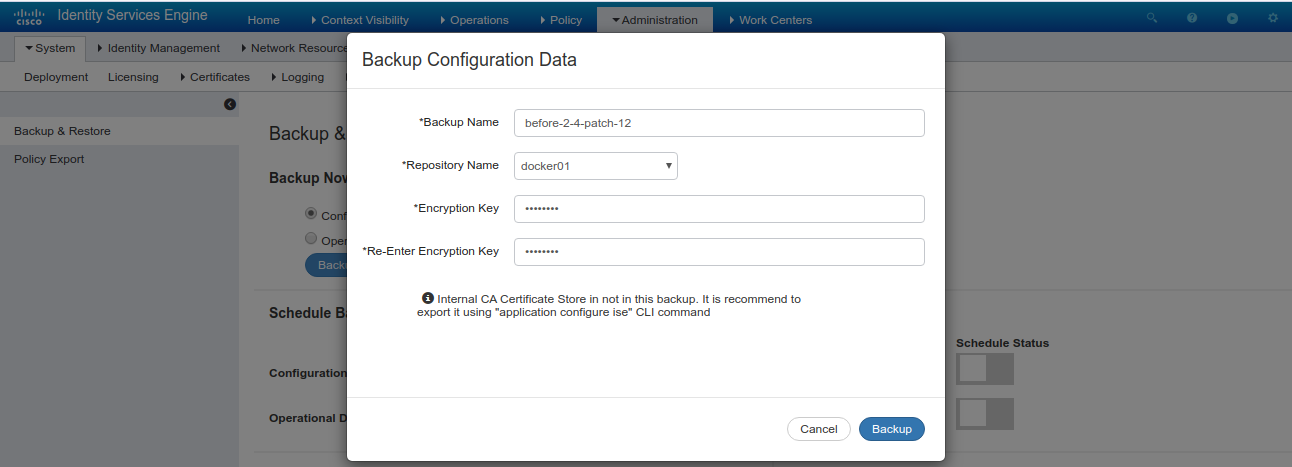 cisco Identity Services Engine
Home Context Visibility Operations Policy Administration Work Centers
System Identity Management Network Resource
Deployment Licensing Certificates Logging
Backup & Restore
Policy Export
Backup &
Backup Now
Conf
Oper
Backu
Schedule Ba
Schedule Status
Configuration
Operational D
Backup Configuration Data
*Backup Name before-2-4-patch-12
*Repository Name docker01
*Encryption Key ••••••••
*Re-Enter Encryption Key ••••••••
Internal CA Certificate Store in not in this backup. It is recommend to
export it using "application configure ise" CLI command
Cancel Backup